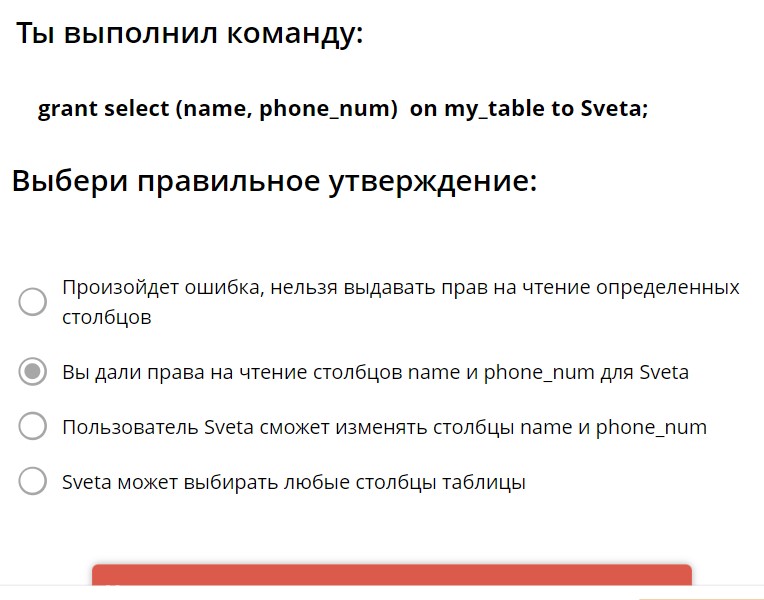 Ты выполнил команду:
grant select (name, phone_num) on my_table to Sveta;
Выбери правильное утверждение:
Произойдет ошибка, нельзя выдавать прав на чтение определенных
столбцов
Вы дали права на чтение столбцов name и phone_num для Sveta
Пользователь Sveta сможет изменять столбцы name и phone_num
Sveta может выбирать любые столбцы таблицы